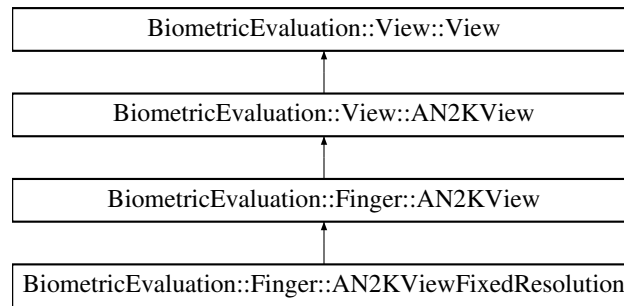 BiometricEvaluation::View::View
BiometricEvaluation::View::AN2KView
BiometricEvaluation::Finger::AN2KView
BiometricEvaluation::Finger::AN2KViewFixedResolution